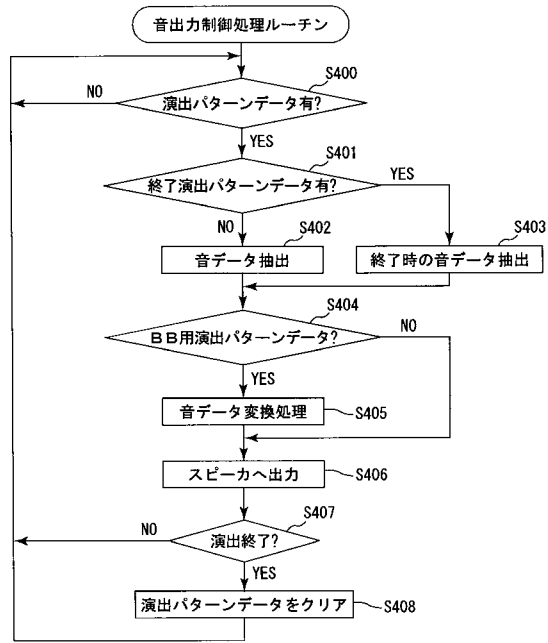 音出力制御処理ルーチン
S400
演出パターンデータ有?
NO
YES
S401
終了演出パターンデータ有?
YES
NO
S402
音データ抽出
S403
終了時の音データ抽出
S404
BB用演出パターンデータ?
NO
YES
音データ変換処理
S405
スピーカへ出力
S406
S407
演出終了?
NO
YES
演出パターンデータをクリア
S408